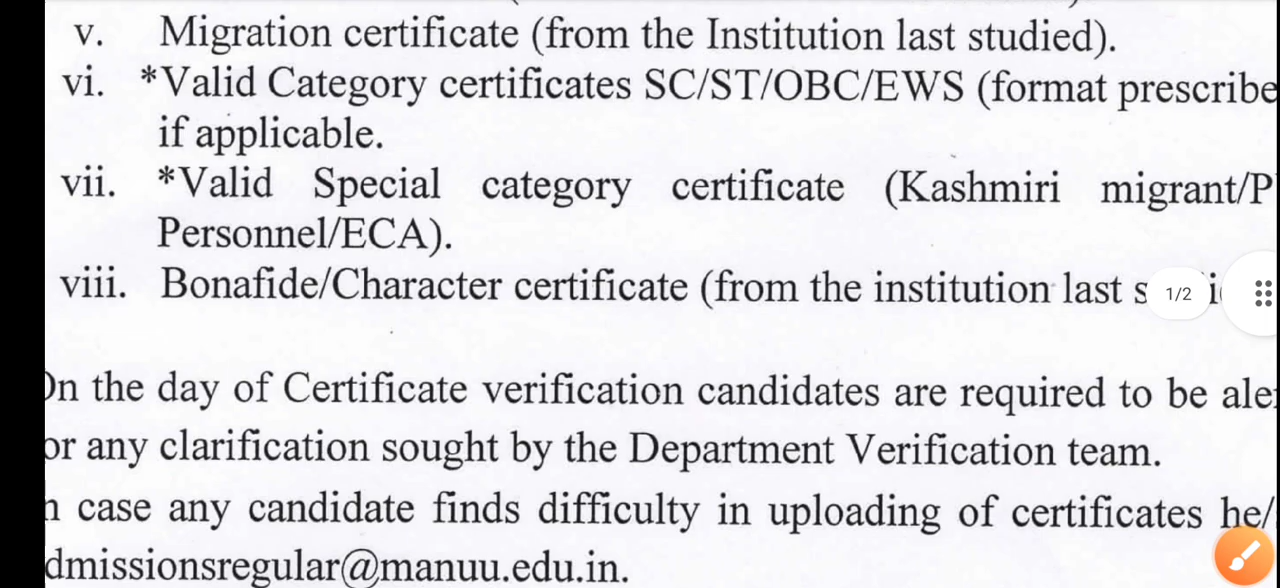 v. Migration certificate (from the Institution last studied).
vi. *Valid Category certificates SC/ST/OBC/EWS (format prescribe
if applicable.
vii. *Valid Special category certificate (Kashmiri migrant/P
Personnel/ECA).
viii. Bonafide/Character certificate (from the institution last s
1/2
On the day of Certificate verification candidates are required to be ale
or any clarification sought by the Department Verification team.
n case any candidate finds difficulty in uploading of certificates he/
dmissionsregular@manuu.edu.in.